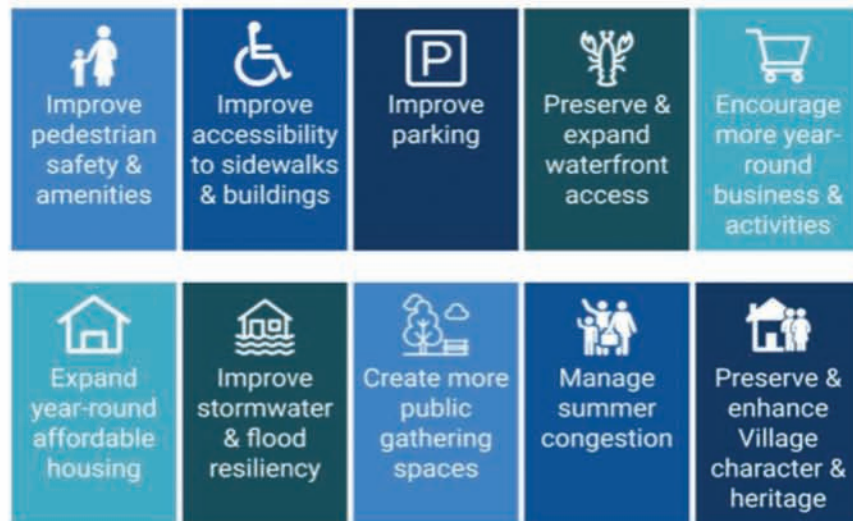 P
Improve
pedestrian
safety &
amenities
Improve
accessibility
to sidewalks
& buildings
Improve
parking
Preserve &
expand
waterfront
access
Encourage
more year-
round
business &
activities
Expand
year-round
affordable
housing
Improve
stormwater
& flood
resiliency
Create more
public
gathering
spaces
Manage
summer
congestion
Preserve &
enhance
Village
character &
heritage